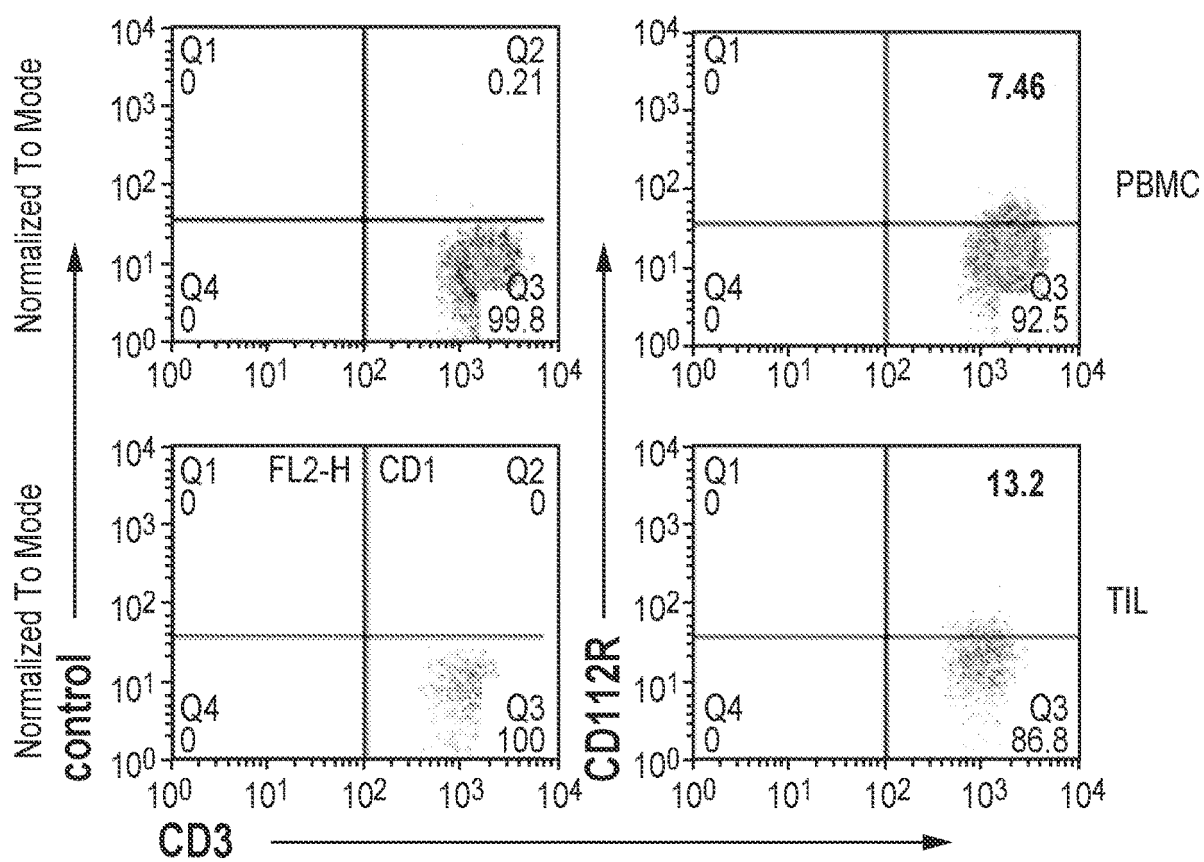 Normalized To Mode
control
10⁴
10³
10²
10¹
10⁰
Q1
0
Q2
0.21
Q4
0
Q3
99.8
10⁰ 10¹ 10² 10³ 10⁴
CD112R
10⁴
10³
10²
10¹
10⁰
Q1
0
7.46
Q4
0
Q3
92.5
10⁰ 10¹ 10² 10³ 10⁴
PBMC
Normalized To Mode
10⁴
10³
10²
10¹
10⁰
Q1
0
FL2-H CD1
Q2
0
Q4
0
Q3
100
10⁰ 10¹ 10² 10³ 10⁴
10⁴
10³
10²
10¹
10⁰
Q1
0
13.2
Q4
0
Q3
86.8
10⁰ 10¹ 10² 10³ 10⁴
TIL
CD3